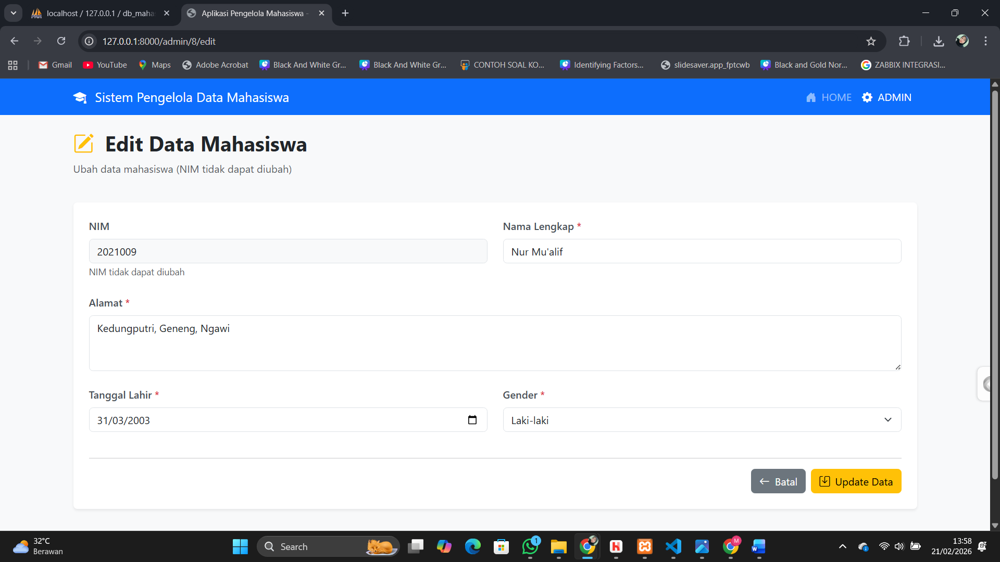 localhost / 127.0.0.1 / db_maha
Aplikasi Pengelola Mahasiswa -
127.0.0.1:8000/admin/8/edit
Gmail
YouTube
Maps
Adobe Acrobat
Black And White Gr...
Black And White Gr...
CONTOH SOAL KO...
Identifying Factors...
slidesaver.app_fptcwb
Black and Gold Nor...
ZABBIX INTEGRASI...
Sistem Pengelola Data Mahasiswa
HOME
ADMIN
Edit Data Mahasiswa
Ubah data mahasiswa (NIM tidak dapat diubah)
NIM
Nama Lengkap *
2021009
Nur Mu'alif
NIM tidak dapat diubah
Alamat *
Kedungputri, Geneng, Ngawi
Tanggal Lahir *
Gender *
31/03/2003
Laki-laki
Batal
Update Data
32°C
Berawan
Search
1
M
13:58
21/02/2026